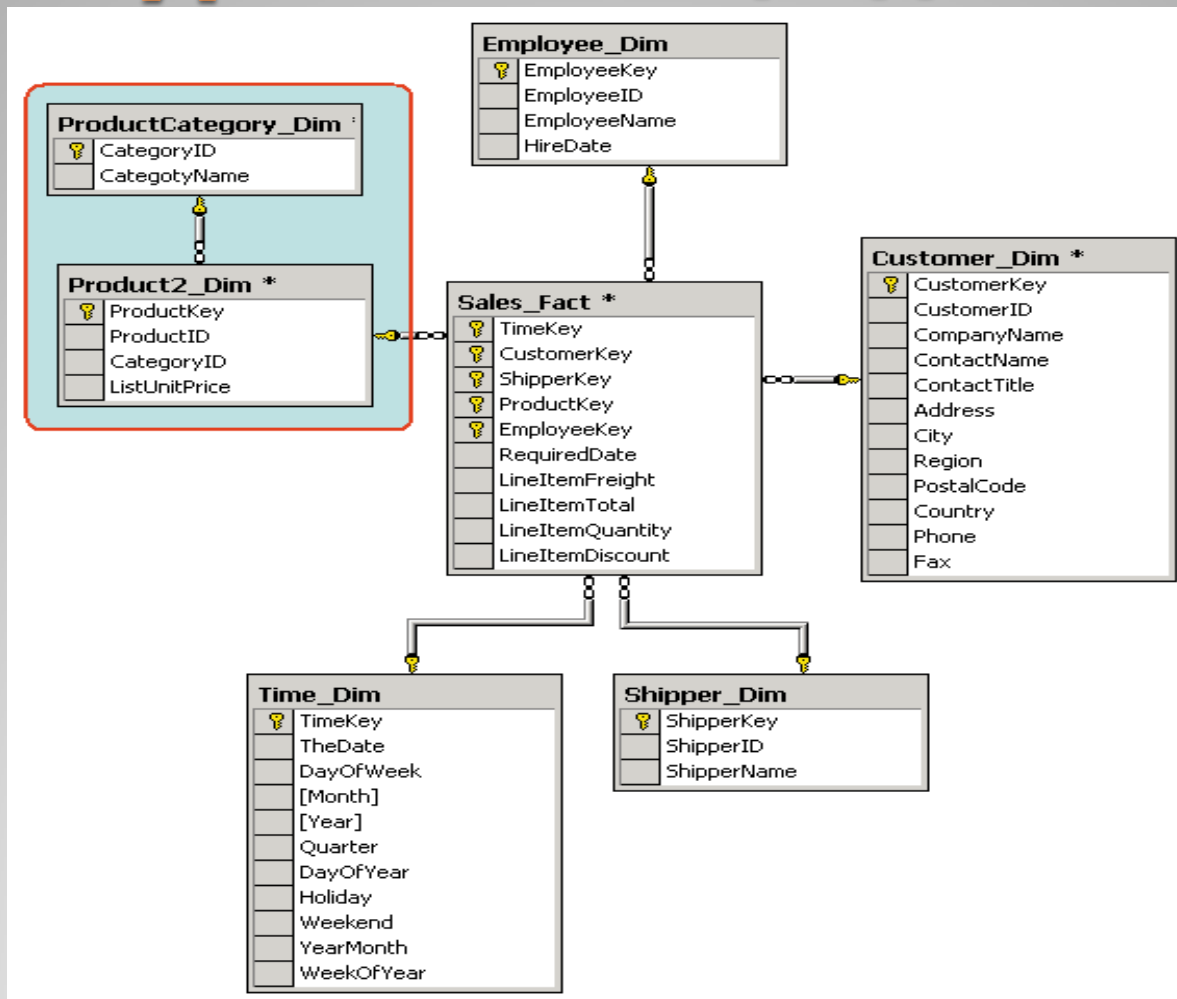 Employee_Dim
EmployeeKey
EmployeeID
EmployeeName
HireDate
ProductCategory_Dim
CategoryID
CategotyName
Product2_Dim *
ProductKey
ProductID
CategoryID
ListUnitPrice
Sales_Fact *
TimeKey
CustomerKey
ShipperKey
ProductKey
EmployeeKey
RequiredDate
LineItemFreight
LineItemTotal
LineItemQuantity
LineItemDiscount
Customer_Dim *
CustomerKey
CustomerID
CompanyName
ContactName
ContactTitle
Address
City
Region
PostalCode
Country
Phone
Fax
Time_Dim
TimeKey
TheDate
DayOfWeek
[Month]
[Year]
Quarter
DayOfYear
Holiday
Weekend
YearMonth
WeekOfYear
Shipper_Dim
ShipperKey
ShipperID
ShipperName